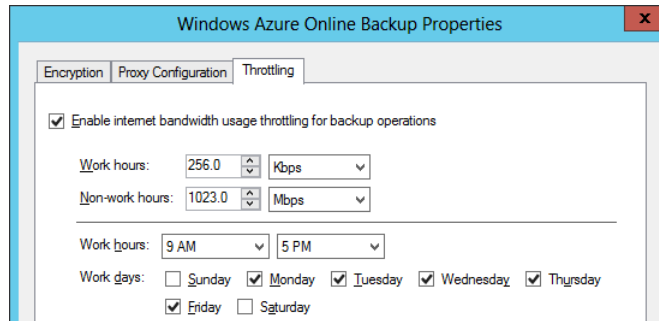 Windows Azure Online Backup Properties
x
Encryption Proxy Configuration Throttling
Enable internet bandwidth usage throttling for backup operations
Work hours: 256.0 Kbps
Non-work hours: 1023.0 Mbps
Work hours: 9 AM 5 PM
Work days: Sunday Monday Tuesday Wednesday Thursday
Friday Saturday